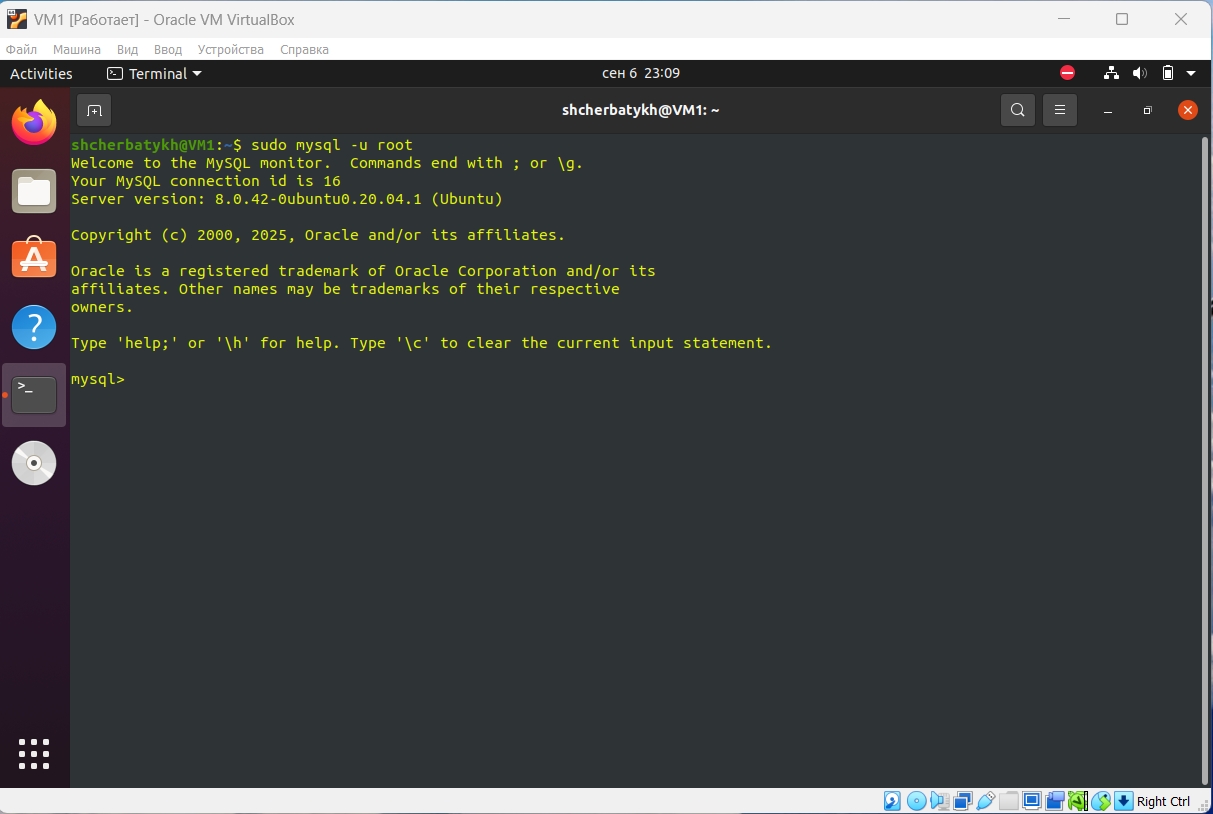 VM1 [Работает] - Oracle VM VirtualBox
Файл Машина Вид Ввод Устройства Справка
Activities Terminal сен 6 23:09
shcherbatykh@VM1: ~
shcherbatykh@VM1:~$ sudo mysql -u root
Welcome to the MySQL monitor.  Commands end with ; or \g.
Your MySQL connection id is 16
Server version: 8.0.42-0ubuntu0.20.04.1 (Ubuntu)
Copyright (c) 2000, 2025, Oracle and/or its affiliates.
Oracle is a registered trademark of Oracle Corporation and/or its
affiliates. Other names may be trademarks of their respective
owners.
Type 'help;' or '\h' for help. Type '\c' to clear the current input statement.
mysql>
Right Ctrl